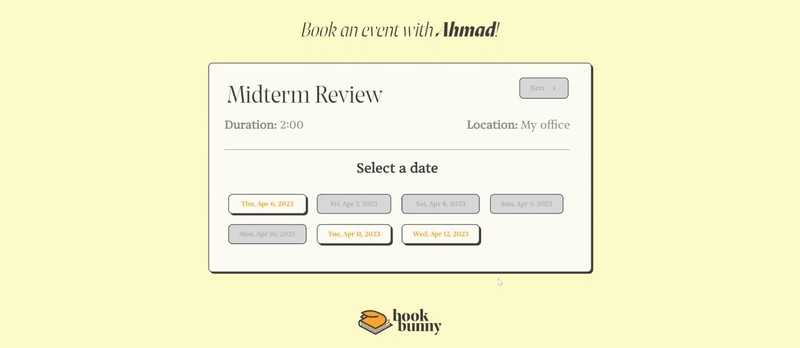 Book an event with Ahmad!
Midterm Review
Next
Duration: 2:00
Location: My office
Select a date
Thu, Apr 6, 2023
Fri, Apr 7, 2023
Sat, Apr 8, 2023
Sun, Apr 9, 2023
Mon, Apr 10, 2023
Tue, Apr 11, 2023
Wed, Apr 12, 2023
book
bunny